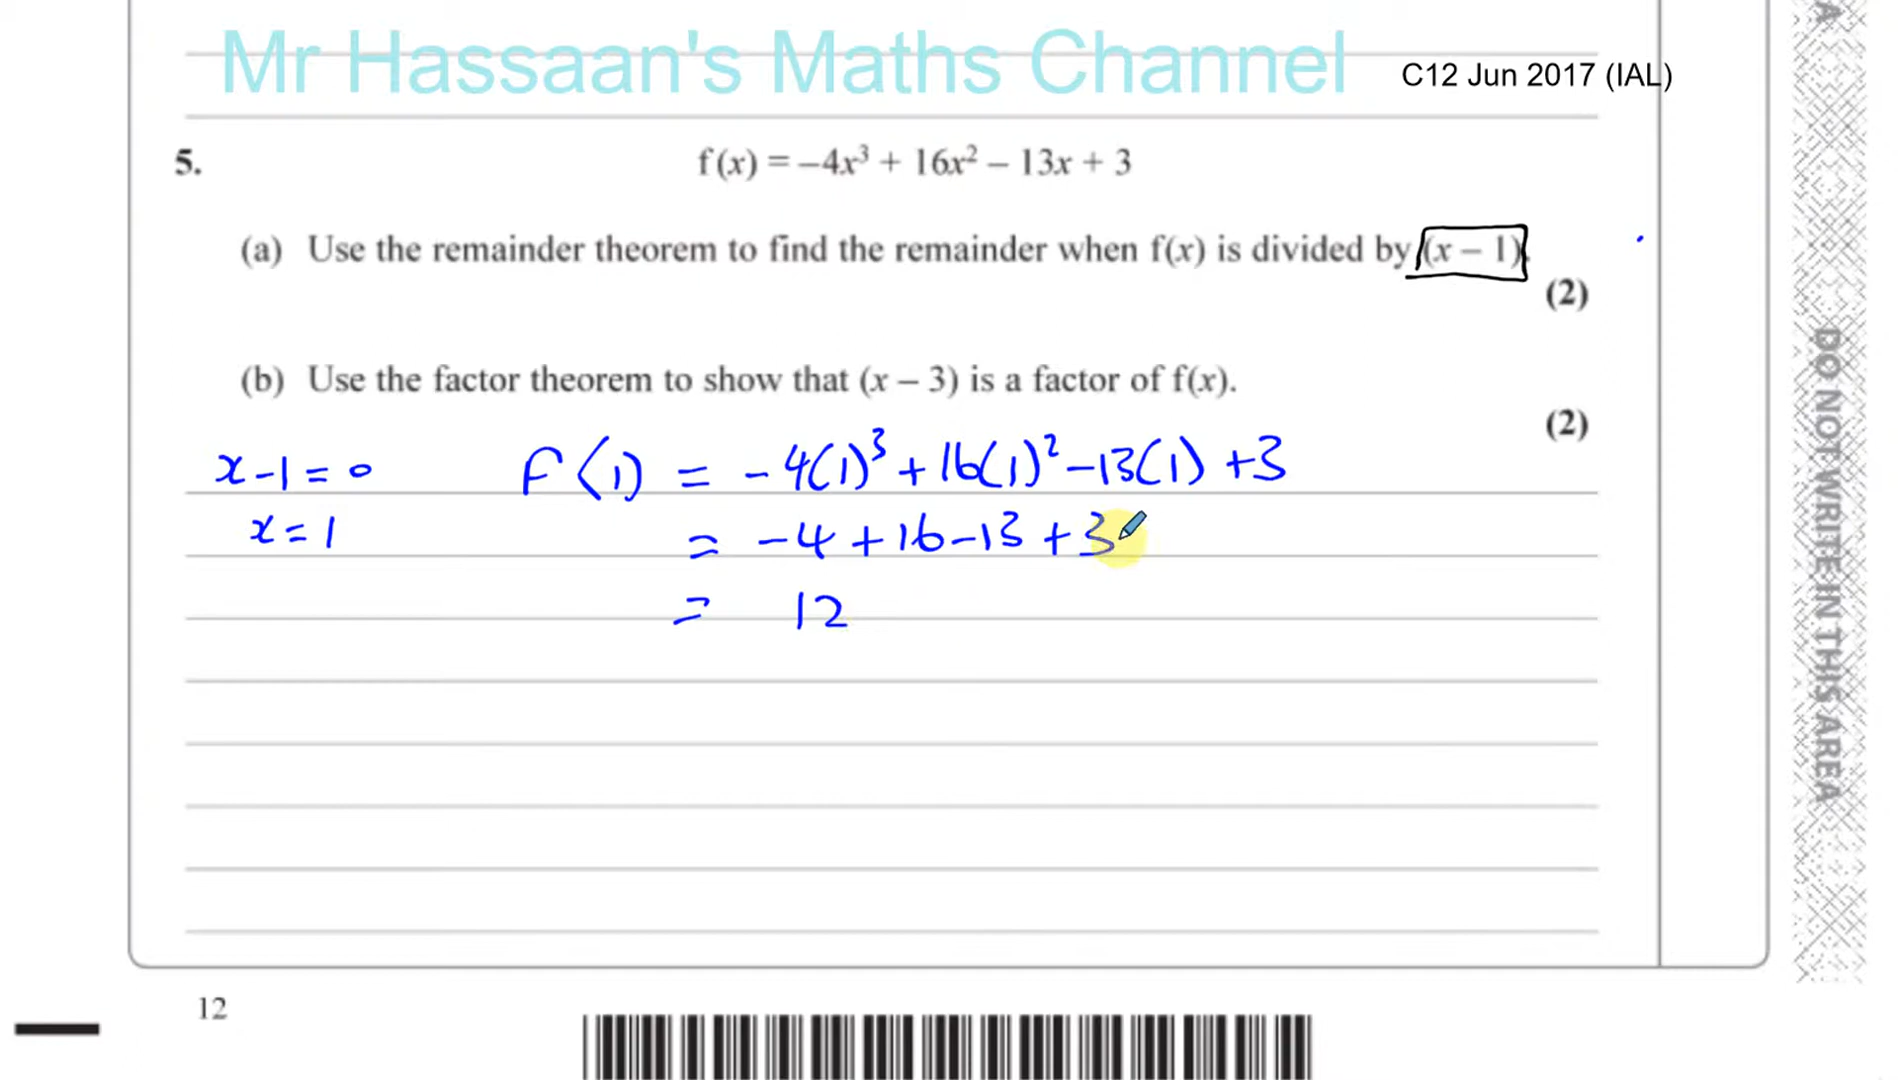 Mr Hassaan's Maths Channel
C12 Jun 2017 (IAL)
5. f(x) = −4x³ + 16x² − 13x + 3
(a) Use the remainder theorem to find the remainder when f(x) is divided by (x − 1).
(2)
(b) Use the factor theorem to show that (x − 3) is a factor of f(x).
(2)
x-1=0 F(1) = -4(1)³+16(1)²-13(1)+3
x=1 = -4+16-13+3
= 12
12
A
DO NOT WRITE IN THIS AREA